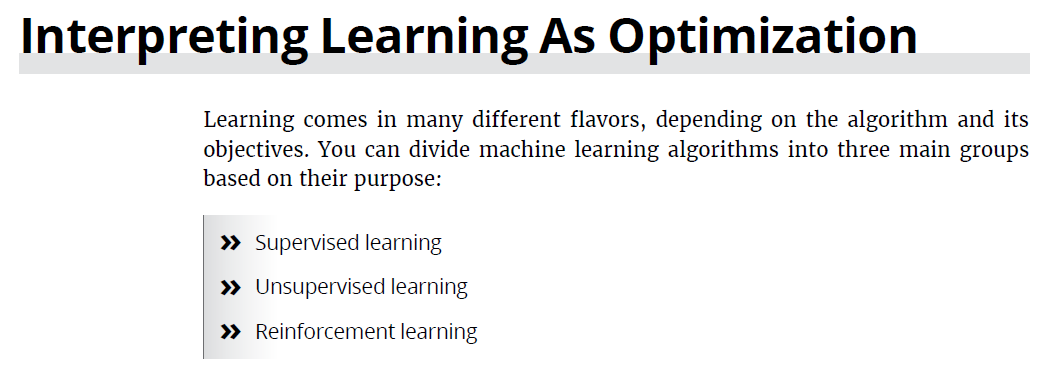 Interpreting Learning As Optimization
Learning comes in many different flavors, depending on the algorithm and its
objectives. You can divide machine learning algorithms into three main groups
based on their purpose:
» Supervised learning
» Unsupervised learning
» Reinforcement learning